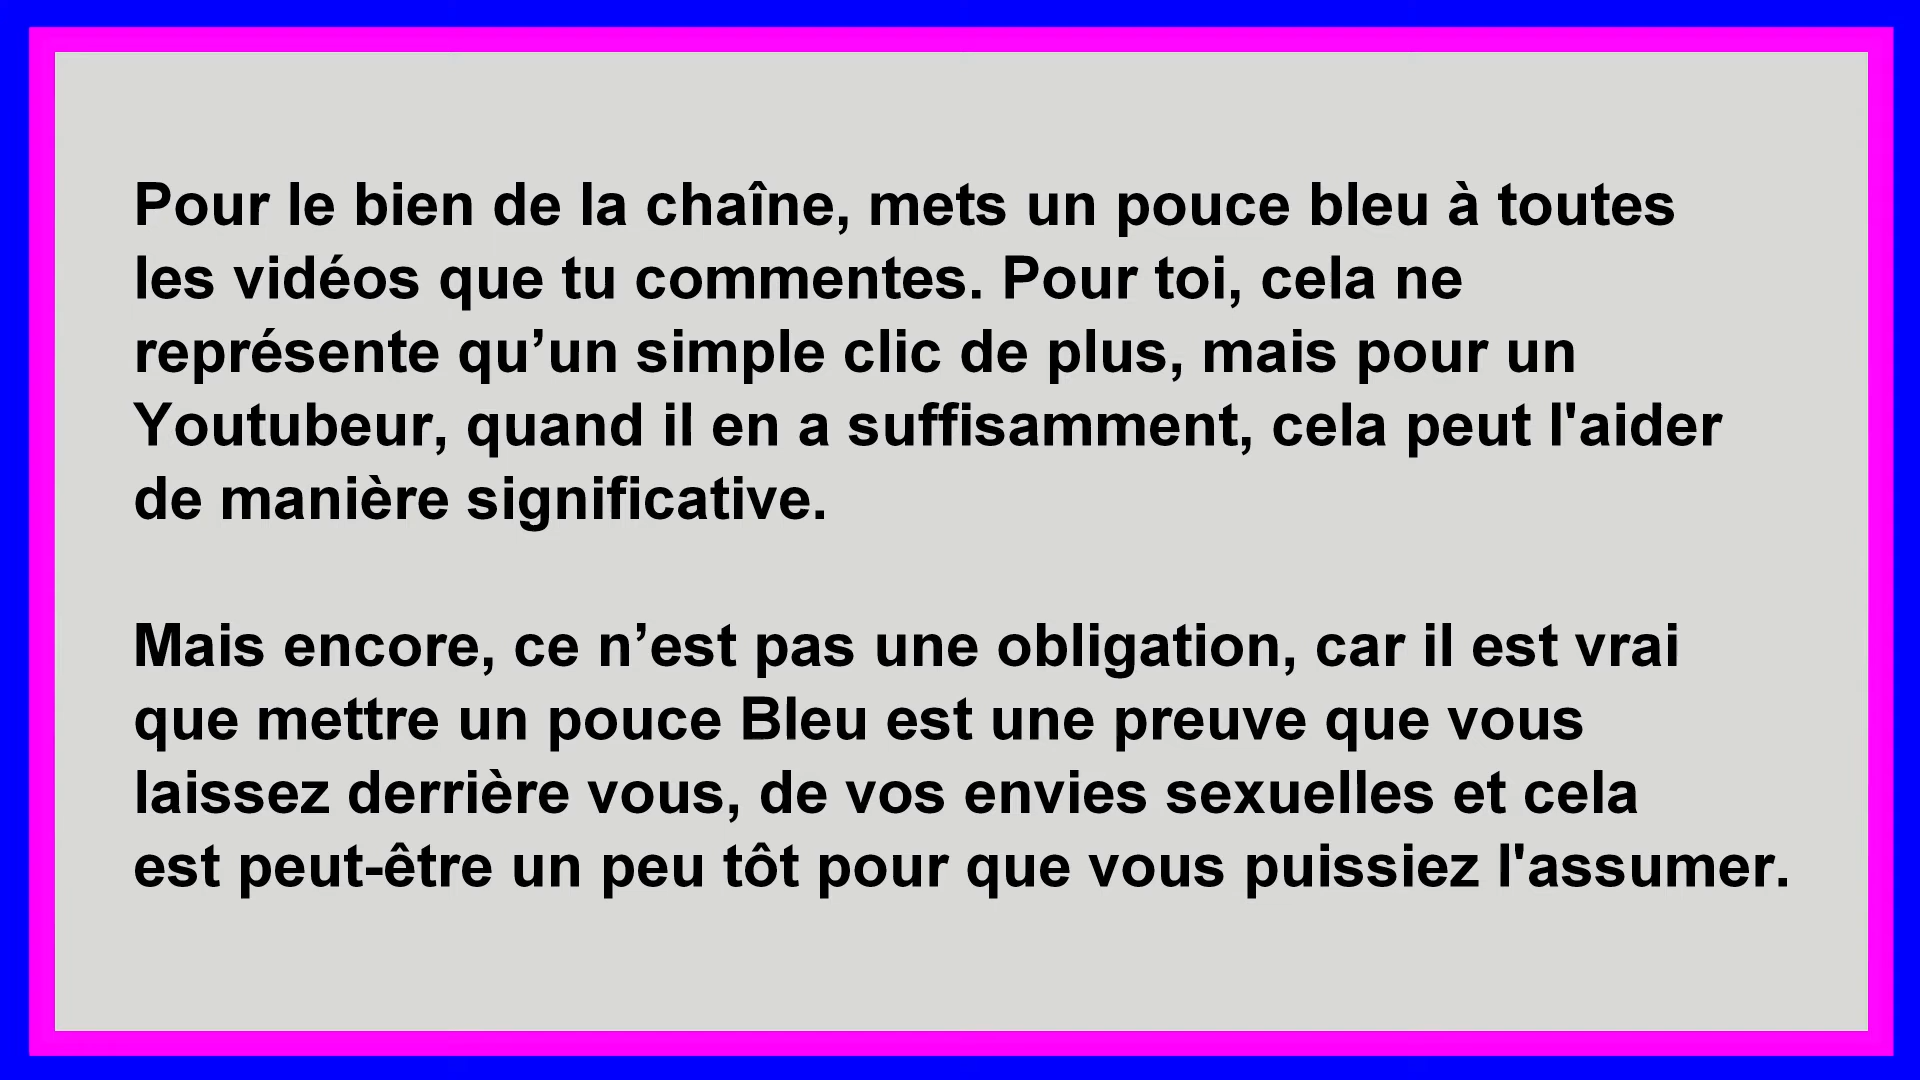 Pour le bien de la chaîne, mets un pouce bleu à toutes
les vidéos que tu commentes. Pour toi, cela ne
représente qu’un simple clic de plus, mais pour un
Youtubeur, quand il en a suffisamment, cela peut l'aider
de manière significative.
Mais encore, ce n’est pas une obligation, car il est vrai
que mettre un pouce Bleu est une preuve que vous
laissez derrière vous, de vos envies sexuelles et cela
est peut-être un peu tôt pour que vous puissiez l'assumer.